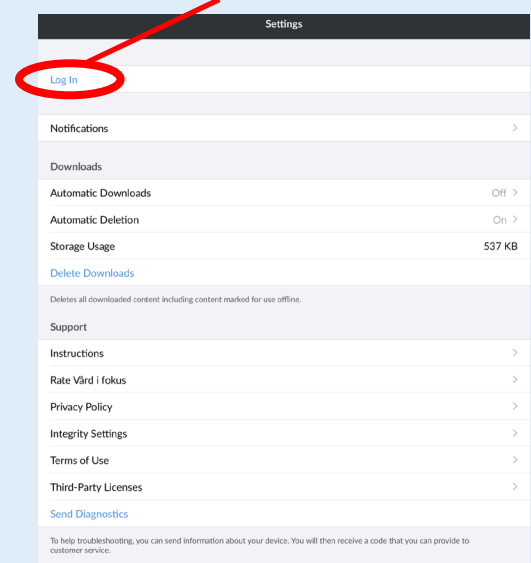 Settings
Log In
Notifications
Downloads
Automatic Downloads Off
Automatic Deletion On
Storage Usage 537 KB
Delete Downloads
Deletes all downloaded content including content marked for use offline.
Support
Instructions
Rate Vård i fokus
Privacy Policy
Integrity Settings
Terms of Use
Third-Party Licenses
Send Diagnostics
To help troubleshooting, you can send information about your device. You will then receive a code that you can provide to
customer service.